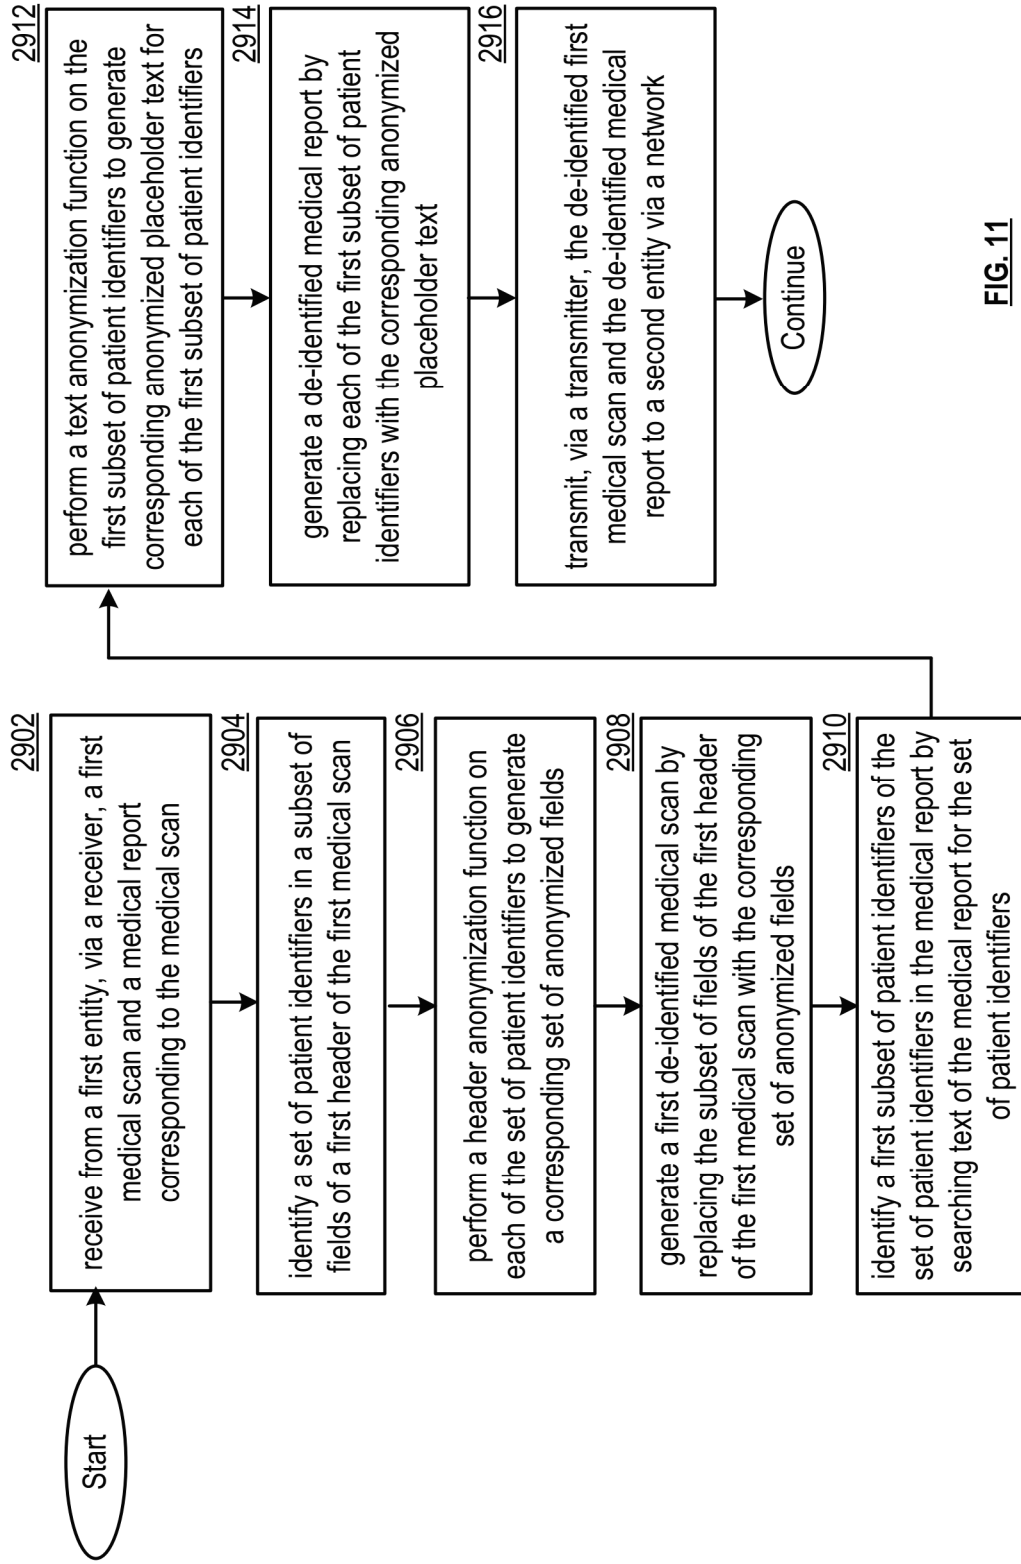 Start
2902
receive from a first entity, via a receiver, a first
medical scan and a medical report
corresponding to the medical scan
2904
identify a set of patient identifiers in a subset of
fields of a first header of the first medical scan
2906
perform a header anonymization function on
each of the set of patient identifiers to generate
a corresponding set of anonymized fields
2908
generate a first de-identified medical scan by
replacing the subset of fields of the first header
of the first medical scan with the corresponding
set of anonymized fields
2910
identify a first subset of patient identifiers of the
set of patient identifiers in the medical report by
searching text of the medical report for the set
of patient identifiers
2912
perform a text anonymization function on the
first subset of patient identifiers to generate
corresponding anonymized placeholder text for
each of the first subset of patient identifiers
2914
generate a de-identified medical report by
replacing each of the first subset of patient
identifiers with the corresponding anonymized
placeholder text
2916
transmit, via a transmitter, the de-identified first
medical scan and the de-identified medical
report to a second entity via a network
Continue
FIG. 11